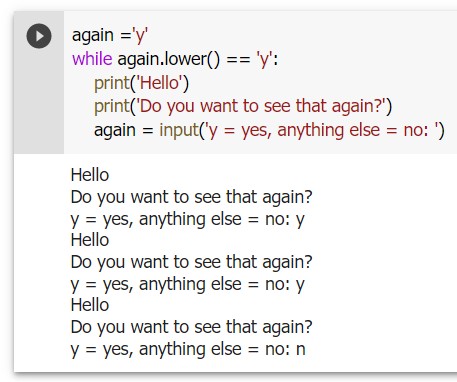 again ='y'
while again.lower() == 'y':
    print('Hello')
    print('Do you want to see that again?')
    again = input('y = yes, anything else = no: ')
Hello
Do you want to see that again?
y = yes, anything else = no: y
Hello
Do you want to see that again?
y = yes, anything else = no: y
Hello
Do you want to see that again?
y = yes, anything else = no: n